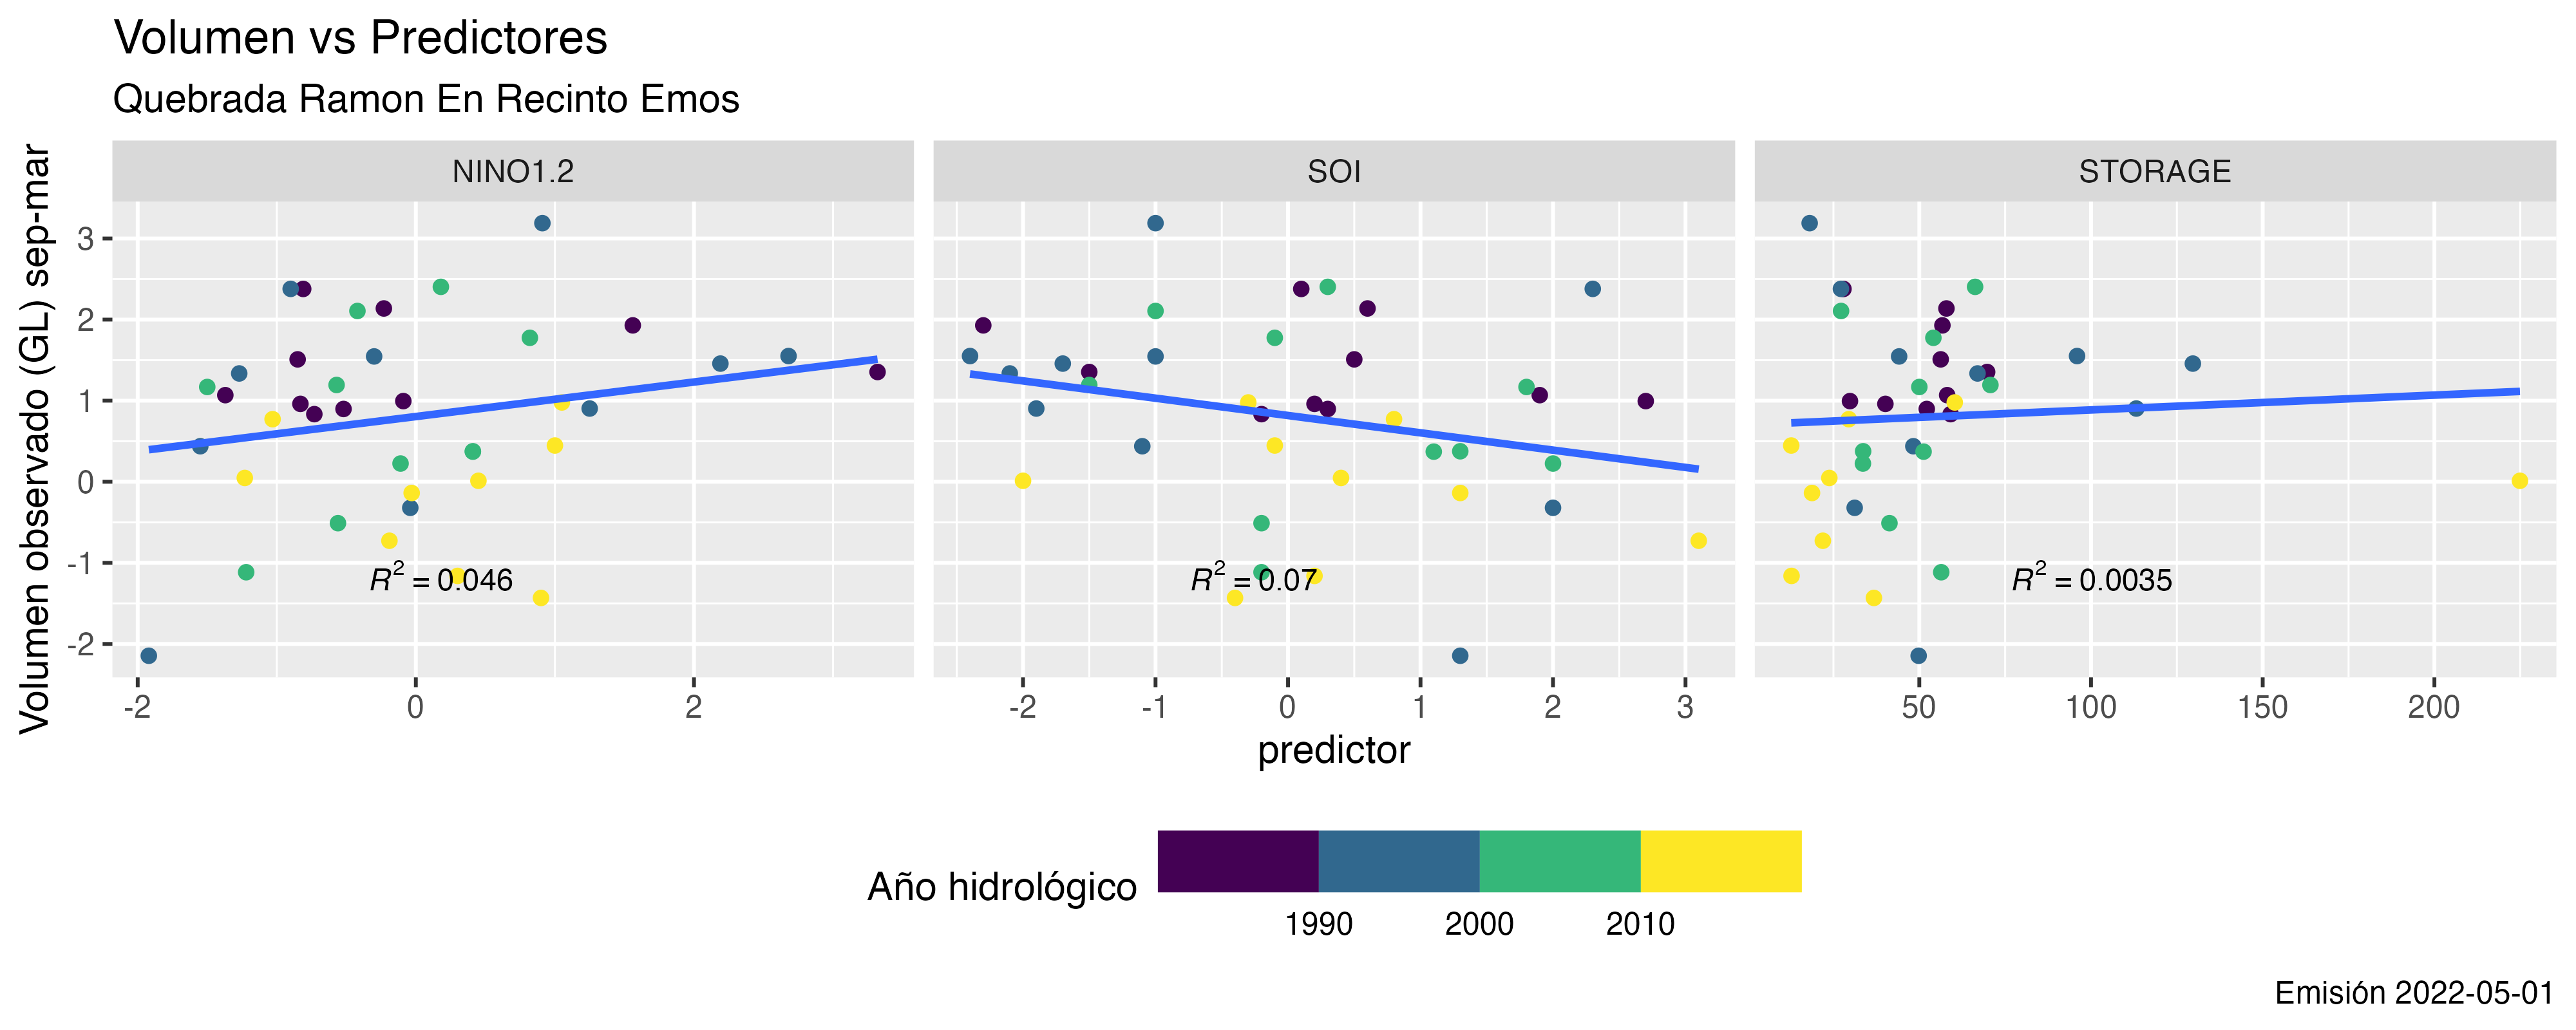 Volumen vs Predictores
Quebrada Ramon En Recinto Emos
NINO1.2 SOI STORAGE
Volumen observado (GL) sep-mar
3
2
1
0
-1
-2
R² = 0.046 R² = 0.07 R² = 0.0035
-2 0 2 -2 -1 0 1 2 3 50 100 150 200
predictor
Año hidrológico
1990 2000 2010
Emisión 2022-05-01